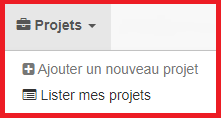 Projets
Ajouter un nouveau projet
Lister mes projets